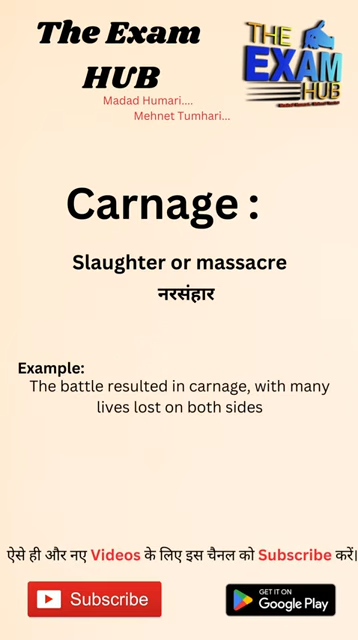 The Exam
HUB
Madad Humari....
Mehnet Tumhari...
THE
EXAM
HUB
Carnage :
Slaughter or massacre
नरसंहार
Example:
The battle resulted in carnage, with many
lives lost on both sides
ऐसे ही और नए Videos के लिए इस चैनल को Subscribe करें।
Subscribe
GET IT ON
Google Play